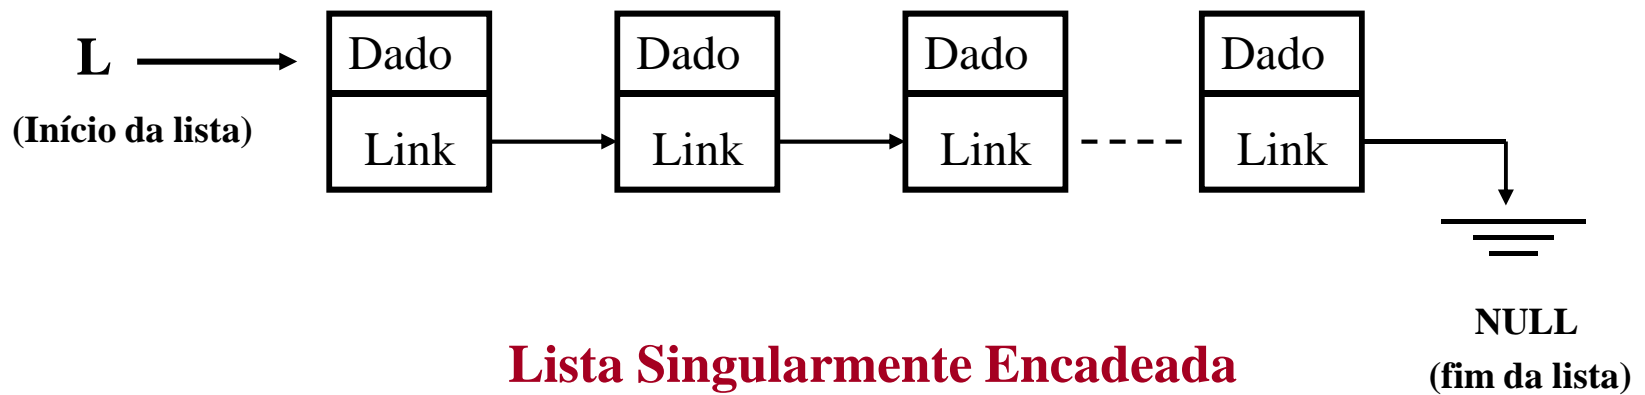 L
(Início da lista)
Dado
Link
Dado
Link
Dado
Link
Dado
Link
NULL
(fim da lista)
Lista Singularmente Encadeada